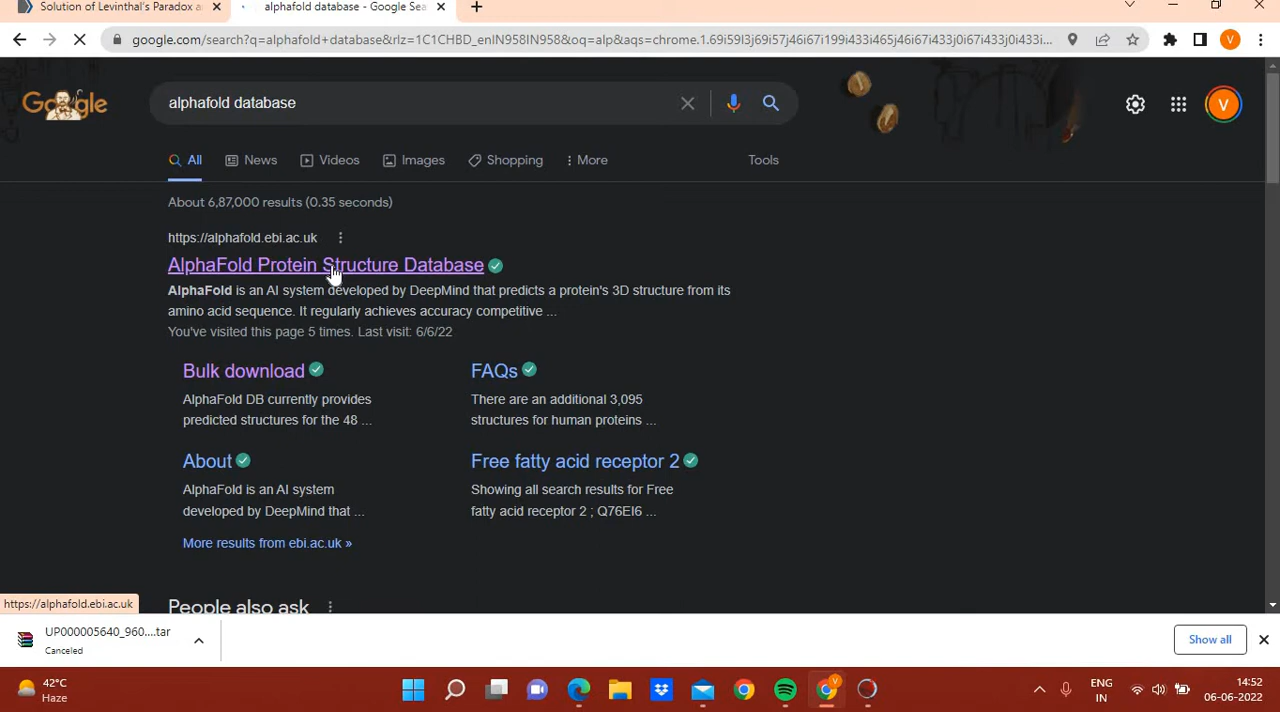 Solution of Levinthal's Paradox a
alphafold database - Google Sea
google.com/search?q=alphafold+database&rlz=1C1CHBD_enIN958IN958&oq=alp&aqs=chrome.1.69i59l3j69i57j46i67i199i433i465j46i67i433j0i67i433j0i433i...
V
Google
alphafold database
V
All
News
Videos
Images
Shopping
More
Tools
About 6,87,000 results (0.35 seconds)
https://alphafold.ebi.ac.uk
AlphaFold Protein Structure Database
AlphaFold is an AI system developed by DeepMind that predicts a protein's 3D structure from its
amino acid sequence. It regularly achieves accuracy competitive ...
You've visited this page 5 times. Last visit: 6/6/22
Bulk download
AlphaFold DB currently provides
predicted structures for the 48 ...
FAQs
There are an additional 3,095
structures for human proteins ...
About
AlphaFold is an AI system
developed by DeepMind that ...
Free fatty acid receptor 2
Showing all search results for Free
fatty acid receptor 2 ; Q76EI6 ...
More results from ebi.ac.uk »
https://alphafold.ebi.ac.uk
People also ask
UP000005640_960....tar
Canceled
Show all
42°C
Haze
V
ENG
IN
14:52
06-06-2022